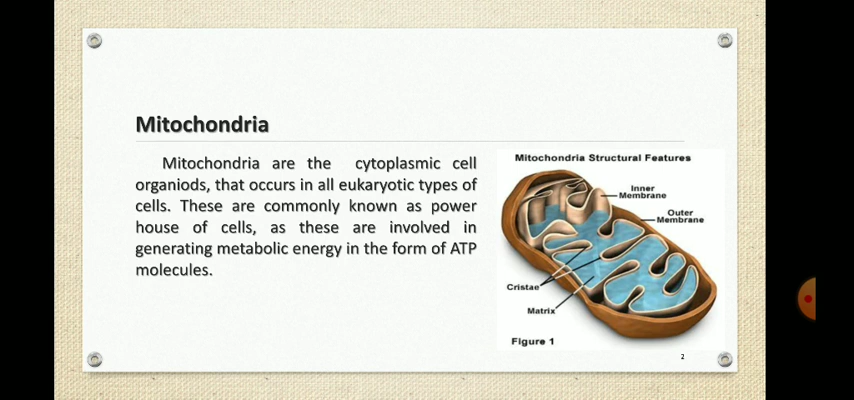 Mitochondria
Mitochondria are the cytoplasmic cell
organiods, that occurs in all eukaryotic types of
cells. These are commonly known as power
house of cells, as these are involved in
generating metabolic energy in the form of ATP
molecules.
Mitochondria Structural Features
Inner
Membrane
Outer
Membrane
Cristae
Matrix
Figure 1
2